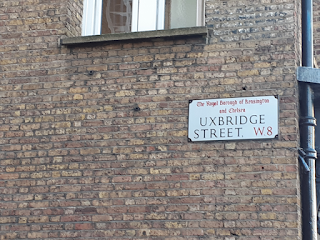 The Royal Borough of Kensington
and Chelsea
UXBRIDGE
STREET, W8